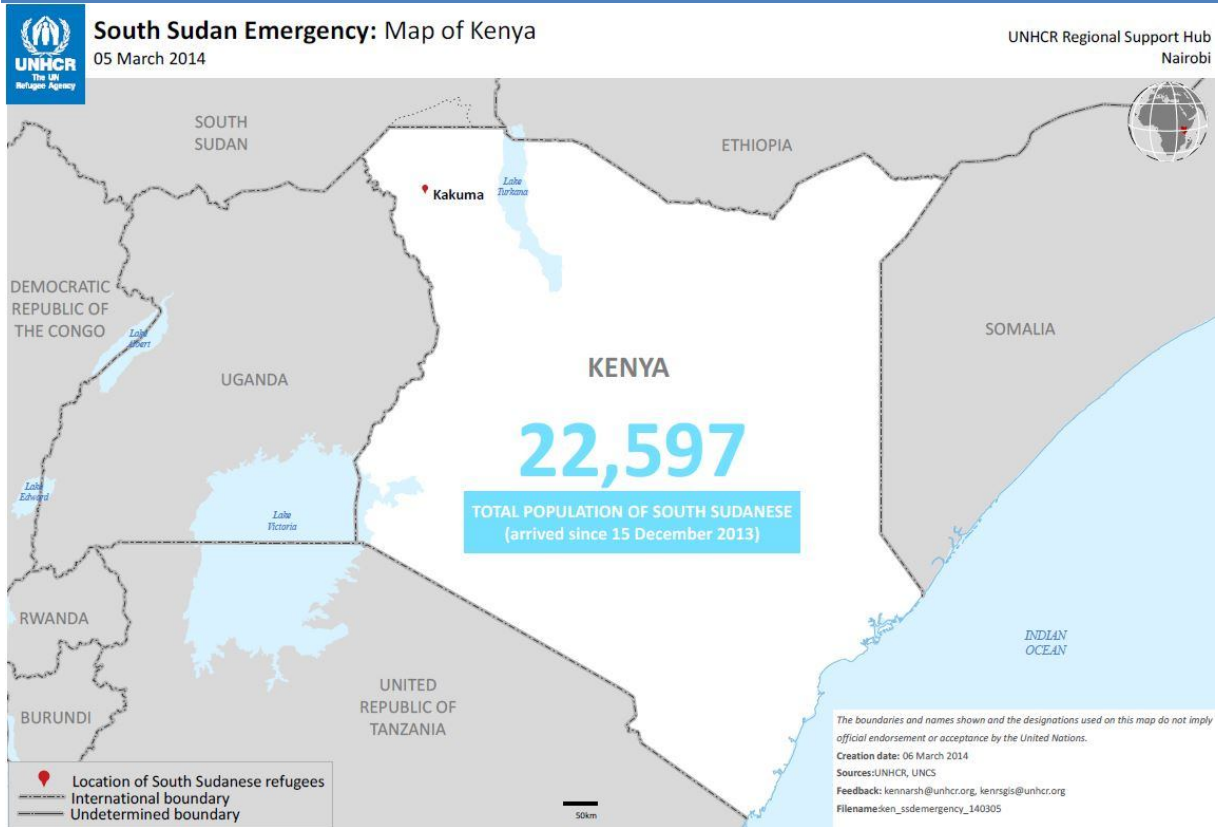 UNHCR
The UN
Refugee Agency
South Sudan Emergency: Map of Kenya
05 March 2014
UNHCR Regional Support Hub
Nairobi
SOUTH
SUDAN
ETHIOPIA
Kakuma
Lake
Turkana
DEMOCRATIC
REPUBLIC OF
THE CONGO
Lake
Albert
UGANDA
KENYA
SOMALIA
22,597
TOTAL POPULATION OF SOUTH SUDANESE
(arrived since 15 December 2013)
Lake
Edward
Lake
Victoria
RWANDA
INDIAN
OCEAN
UNITED
REPUBLIC OF
TANZANIA
BURUNDI
Location of South Sudanese refugees
International boundary
Undetermined boundary
50km
The boundaries and names shown and the designations used on this map do not imply
official endorsement or acceptance by the United Nations.
Creation date: 06 March 2014
Sources:UNHCR, UNCS
Feedback: kennarsh@unhcr.org, kenrsgis@unhcr.org
Filename:ken_ssdemergency_140305